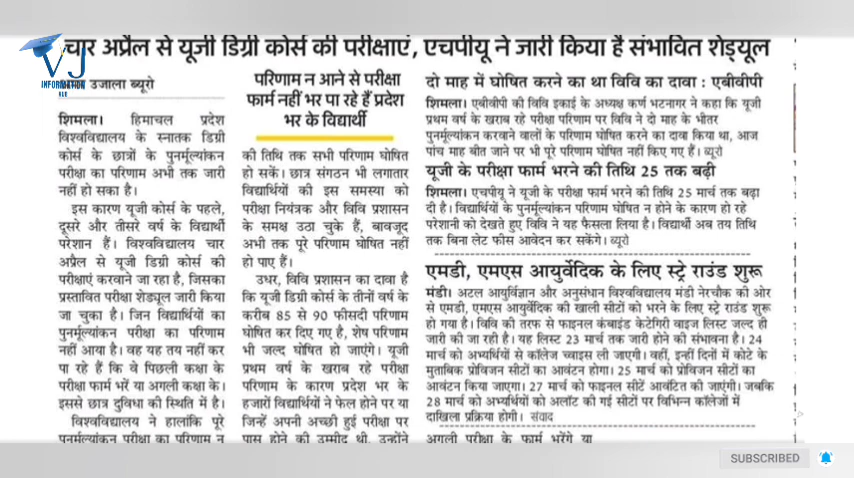 चार अप्रैल से यूजी डिग्री कोर्स की परीक्षाएं, एचपीयू ने जारी किया है संभावित शेड्यूल
VJ
INFORMATION
HUB
उजाला ब्यूरो
शिमला। हिमाचल प्रदेश
विश्वविद्यालय के स्नातक डिग्री
कोर्स के छात्रों के पुनर्मूल्यांकन
परीक्षा का परिणाम अभी तक जारी
नहीं हो सका है।
इस कारण यूजी कोर्स के पहले,
दूसरे और तीसरे वर्ष के विद्यार्थी
परेशान हैं। विश्वविद्यालय चार
अप्रैल से यूजी डिग्री कोर्स की
परीक्षाएं करवाने जा रहा है, जिसका
प्रस्तावित परीक्षा शेड्यूल जारी किया
जा चुका है। जिन विद्यार्थियों का
पुनर्मूल्यांकन परीक्षा का परिणाम
नहीं आया है। वह यह तय नहीं कर
पा रहे हैं कि वे पिछली कक्षा के
परीक्षा फार्म भरें या अगली कक्षा के।
इससे छात्र दुविधा की स्थिति में है।
विश्वविद्यालय ने हालांकि पूरे
पुनर्मूल्यांकन परीक्षा का परिणाम न
परिणाम न आने से परीक्षा
फार्म नहीं भर पा रहे हैं प्रदेश
भर के विद्यार्थी
की तिथि तक सभी परिणाम घोषित
हो सकें। छात्र संगठन भी लगातार
विद्यार्थियों की इस समस्या को
परीक्षा नियंत्रक और विवि प्रशासन
के समक्ष उठा चुके हैं, बावजूद
अभी तक पूरे परिणाम घोषित नहीं
हो पाए हैं।
उधर, विवि प्रशासन का दावा है
कि यूजी डिग्री कोर्स के तीनों वर्ष के
करीब 85 से 90 फीसदी परिणाम
घोषित कर दिए गए है, शेष परिणाम
भी जल्द घोषित हो जाएंगे। यूजी
प्रथम वर्ष के खराब रहे परीक्षा
परिणाम के कारण प्रदेश भर के
हजारों विद्यार्थियों ने फेल होने पर या
जिन्हें अपनी अच्छी हुई परीक्षा पर
पास होने की उम्मीद थी, उन्होंने
दो माह में घोषित करने का था विवि का दावा : एबीवीपी
शिमला। एबीवीपी की विवि इकाई के अध्यक्ष कर्ण भटनागर ने कहा कि यूजी
प्रथम वर्ष के खराब रहे परीक्षा परिणाम पर विवि ने दो माह के भीतर
पुनर्मूल्यांकन करवाने वालों के परिणाम घोषित करने का दावा किया था, आज
पांच माह बीत जाने पर भी पूरे परिणाम घोषित नहीं किए गए हैं। ब्यूरो
यूजी के परीक्षा फार्म भरने की तिथि 25 तक बढ़ी
शिमला। एचपीयू ने यूजी के परीक्षा फार्म भरने की तिथि 25 मार्च तक बढ़ा
दी है। विद्यार्थियों के पुनर्मूल्यांकन परिणाम घोषित न होने के कारण हो रहे
परेशानी को देखते हुए विवि ने यह फैसला लिया है। विद्यार्थी अब तय तिथि
तक बिना लेट फीस आवेदन कर सकेंगे। ब्यूरो
एमडी, एमएस आयुर्वेदिक के लिए स्ट्रे राउंड शुरू
मंडी। अटल आयुर्विज्ञान और अनुसंधान विश्वविद्यालय मंडी नेरचौक की ओर
से एमडी, एमएस आयुर्वेदिक की खाली सीटों को भरने के लिए स्ट्रे राउंड शुरू
हो गया है। विवि की तरफ से फाइनल कंबाइंड केटेगिरी वाइज लिस्ट जल्द ही
जारी की जा रही है। यह लिस्ट 23 मार्च तक जारी होने की संभावना है। 24
मार्च को अभ्यर्थियों से कॉलेज च्वाइस ली जाएगी। वहीं, इन्हीं दिनों में कोटे के
मुताबिक प्रोविजन सीटों का आवंटन होगा। 25 मार्च को प्रोविजन सीटों का
आवंटन किया जाएगा। 27 मार्च को फाइनल सीटें आवंटित की जाएंगी। जबकि
28 मार्च को अभ्यर्थियों को अलॉट की गई सीटों पर विभिन्न कॉलेजों में
दाखिला प्रक्रिया होगी। संवाद
अगली परीक्षा के फार्म भरेंगे या
SUBSCRIBED